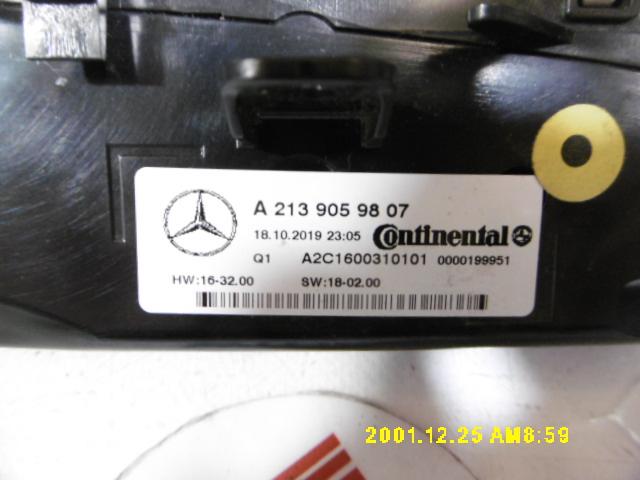 A 213 905 98 07
18.10.2019 23:05 Continental
Q1 A2C1600310101 0000199951
HW:16-32.00 SW:18-02.00
2001.12.25 AM8:59